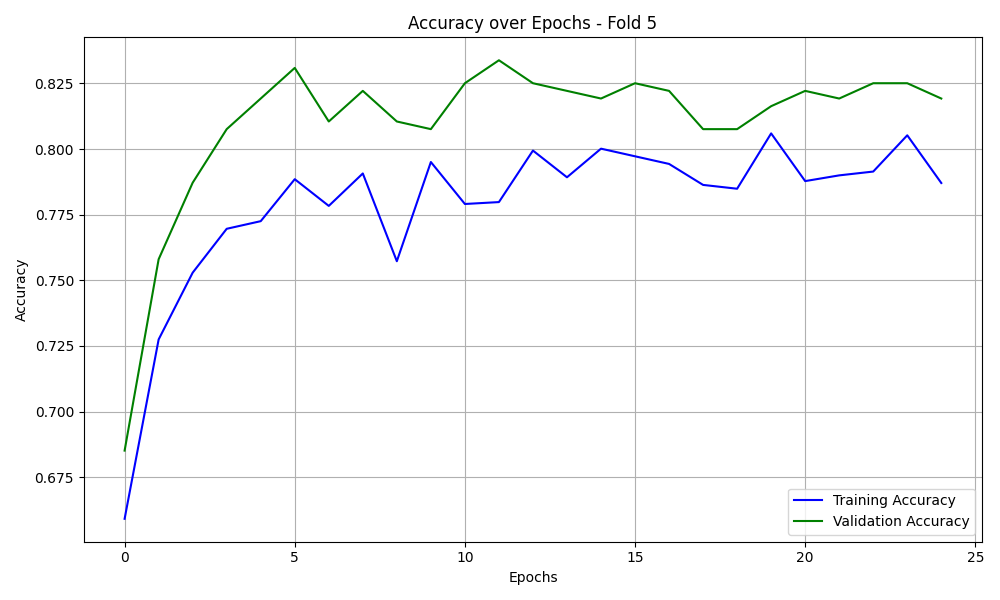 Accuracy over Epochs - Fold 5
Accuracy
0.825
0.800
0.775
0.750
0.725
0.700
0.675
0 5 10 15 20 25
Epochs
Training Accuracy
Validation Accuracy